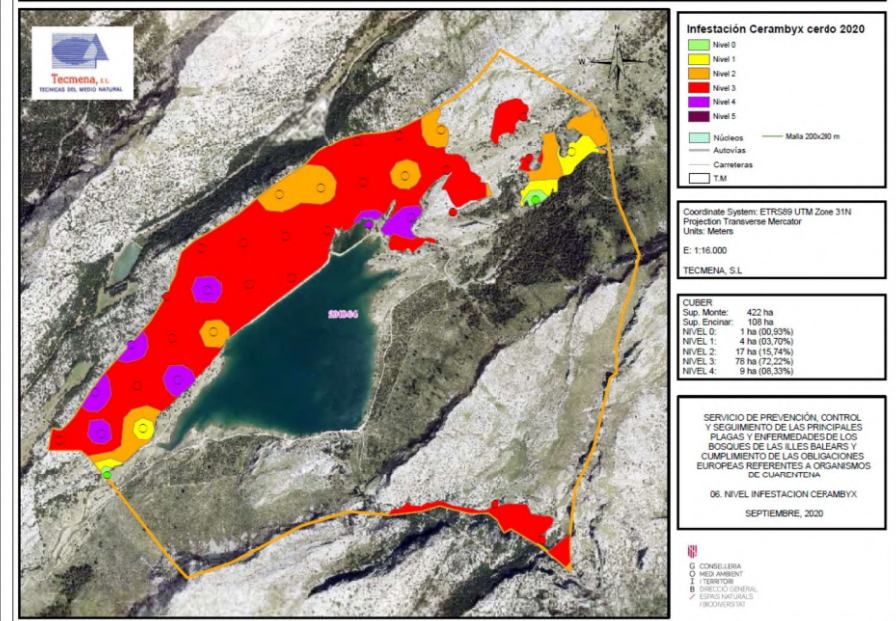 Tecmena, S.L
TECNICAS DEL MEDIO NATURAL
N
W
E
S
Infestación Cerambyx cerdo 2020
Nivel 0
Nivel 1
Nivel 2
Nivel 3
Nivel 4
Nivel 5
Núcleos
Malla 200x200 m
Autovías
Carreteras
T.M
Coordinate System: ETRS89 UTM Zone 31N
Projection Transverse Mercator
Units: Meters
E: 1:16.000
TECMENA, S.L
CUBER
Sup. Monte: 422 ha
Sup. Encinar: 108 ha
NIVEL 0: 1 ha (00,93%)
NIVEL 1: 4 ha (03,70%)
NIVEL 2: 17 ha (15,74%)
NIVEL 3: 78 ha (72,22%)
NIVEL 4: 9 ha (08,33%)
SERVICIO DE PREVENCIÓN, CONTROL
Y SEGUIMIENTO DE LAS PRINCIPALES
PLAGAS Y ENFERMEDADES DE LOS
BOSQUES DE LAS ILLES BALEARS Y
CUMPLIMIENTO DE LAS OBLIGACIONES
EUROPEAS REFERENTES A ORGANISMOS
DE CUARENTENA
06. NIVEL INFESTACION CERAMBYX
SEPTIEMBRE, 2020
G CONSELLERIA
O MEDI AMBIENT
I I TERRITORI
B DIRECCIÓ GENERAL
/ ESPAIS NATURALS
I BIODIVERSITAT